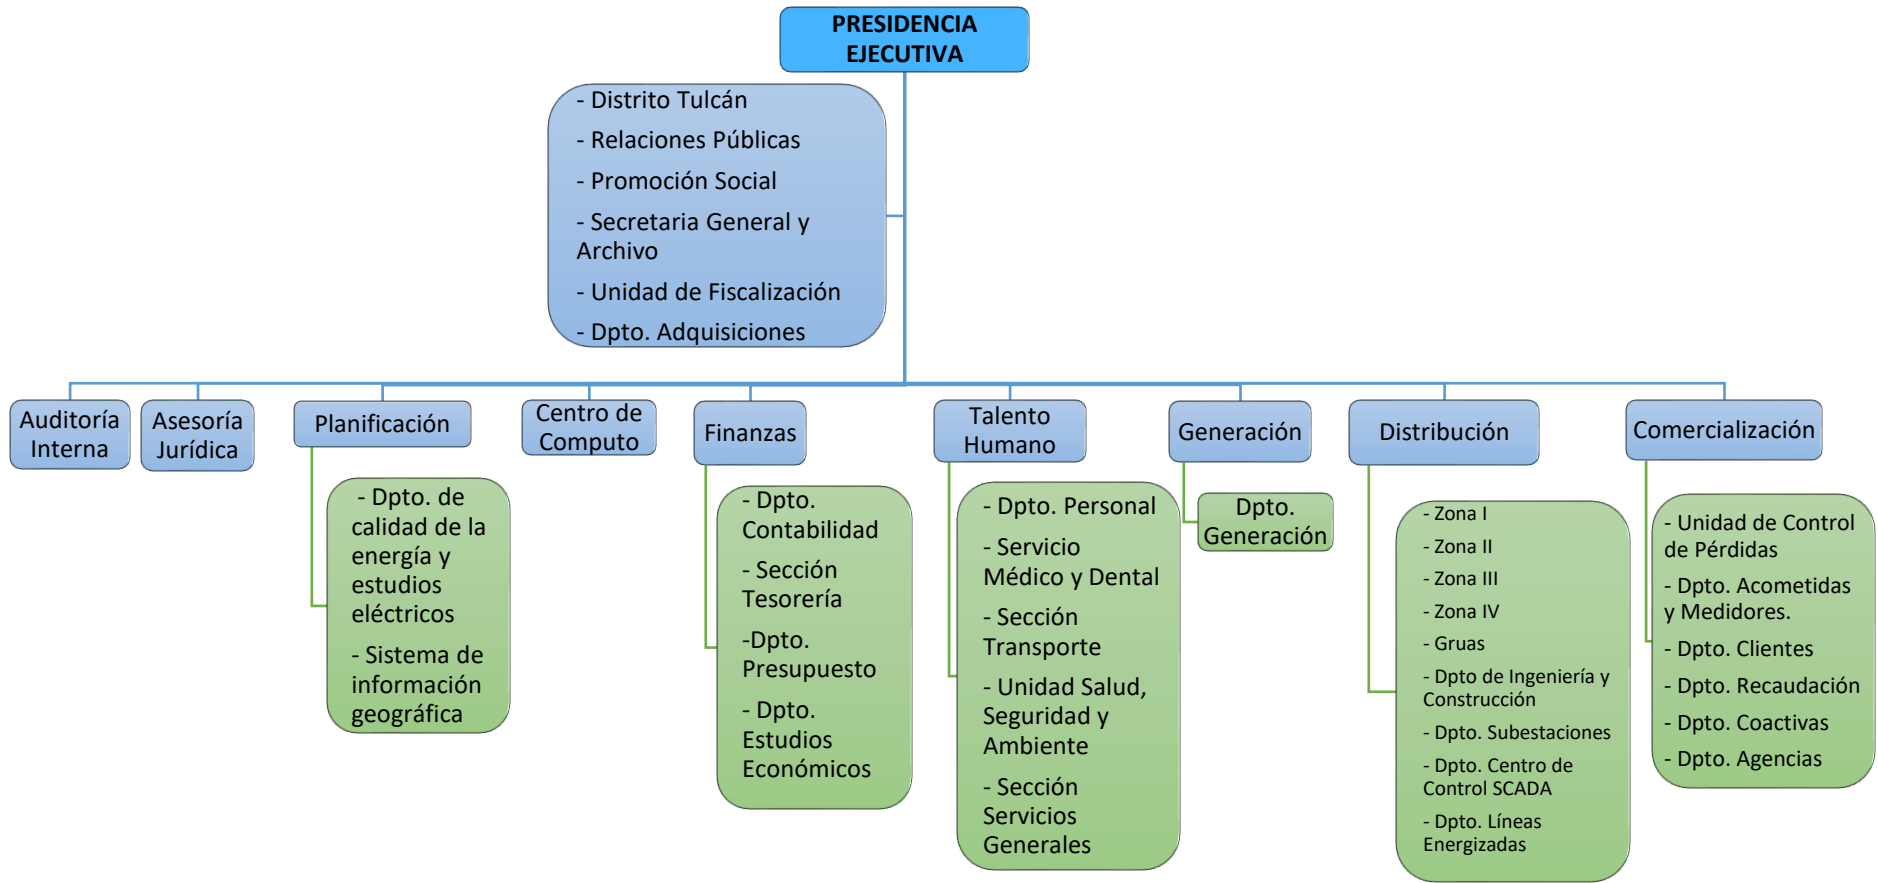 PRESIDENCIA
EJECUTIVA
- Distrito Tulcán
- Relaciones Públicas
- Promoción Social
- Secretaria General y
Archivo
- Unidad de Fiscalización
- Dpto. Adquisiciones
Auditoría
Interna
Asesoría
Jurídica
Planificación
Centro de
Computo
Finanzas
Talento
Humano
Generación
Distribución
Comercialización
- Dpto. de
calidad de la
energía y
estudios
eléctricos
- Sistema de
información
geográfica
- Dpto.
Contabilidad
- Sección
Tesorería
-Dpto.
Presupuesto
- Dpto.
Estudios
Económicos
- Dpto. Personal
- Servicio
Médico y Dental
- Sección
Transporte
- Unidad Salud,
Seguridad y
Ambiente
- Sección
Servicios
Generales
Dpto.
Generación
- Zona I
- Zona II
- Zona III
- Zona IV
- Gruas
- Dpto de Ingeniería y
Construcción
- Dpto. Subestaciones
- Dpto. Centro de
Control SCADA
- Dpto. Líneas
Energizadas
- Unidad de Control
de Pérdidas
- Dpto. Acometidas
y Medidores.
- Dpto. Clientes
- Dpto. Recaudación
- Dpto. Coactivas
- Dpto. Agencias